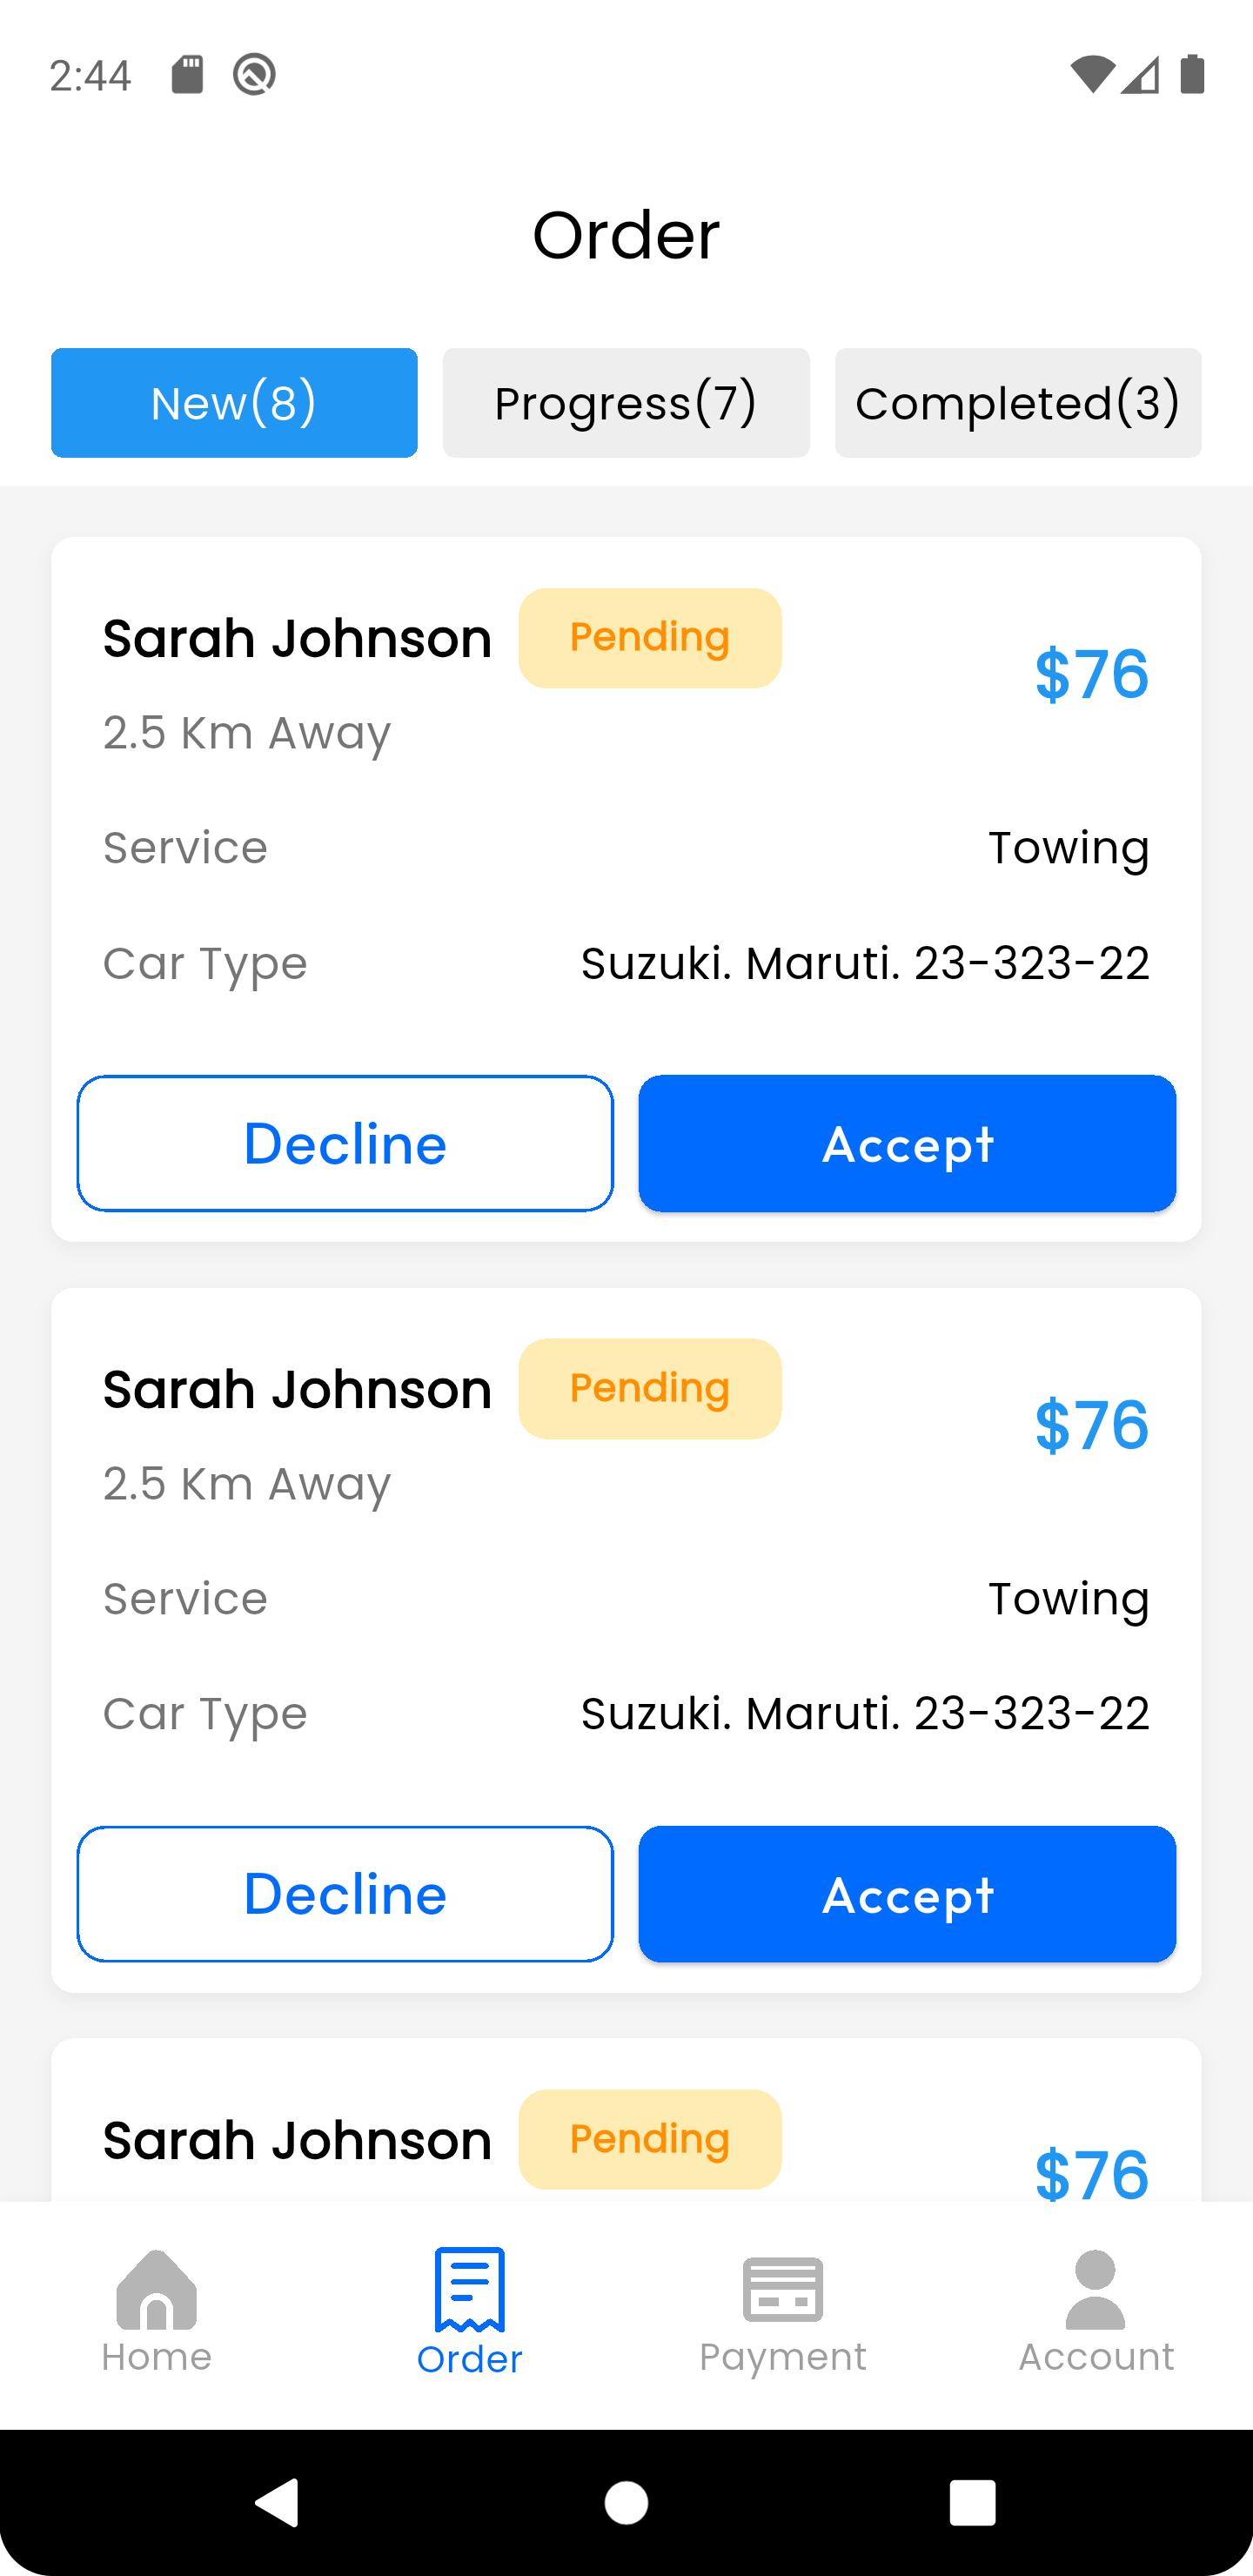 2:44
Order
New(8) Progress(7) Completed(3)
Sarah Johnson Pending
$76
2.5 Km Away
Service Towing
Car Type Suzuki. Maruti. 23-323-22
Decline Accept
Sarah Johnson Pending
$76
2.5 Km Away
Service Towing
Car Type Suzuki. Maruti. 23-323-22
Decline Accept
Sarah Johnson Pending
$76
Home Order Payment Account